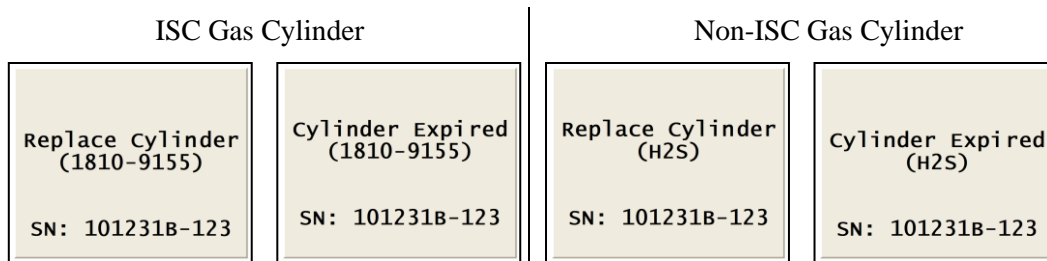 ISC Gas Cylinder
Replace Cylinder
(1810-9155)
SN: 101231B-123
Cylinder Expired
(1810-9155)
SN: 101231B-123
Non-ISC Gas Cylinder
Replace Cylinder
(H2S)
SN: 101231B-123
Cylinder Expired
(H2S)
SN: 101231B-123